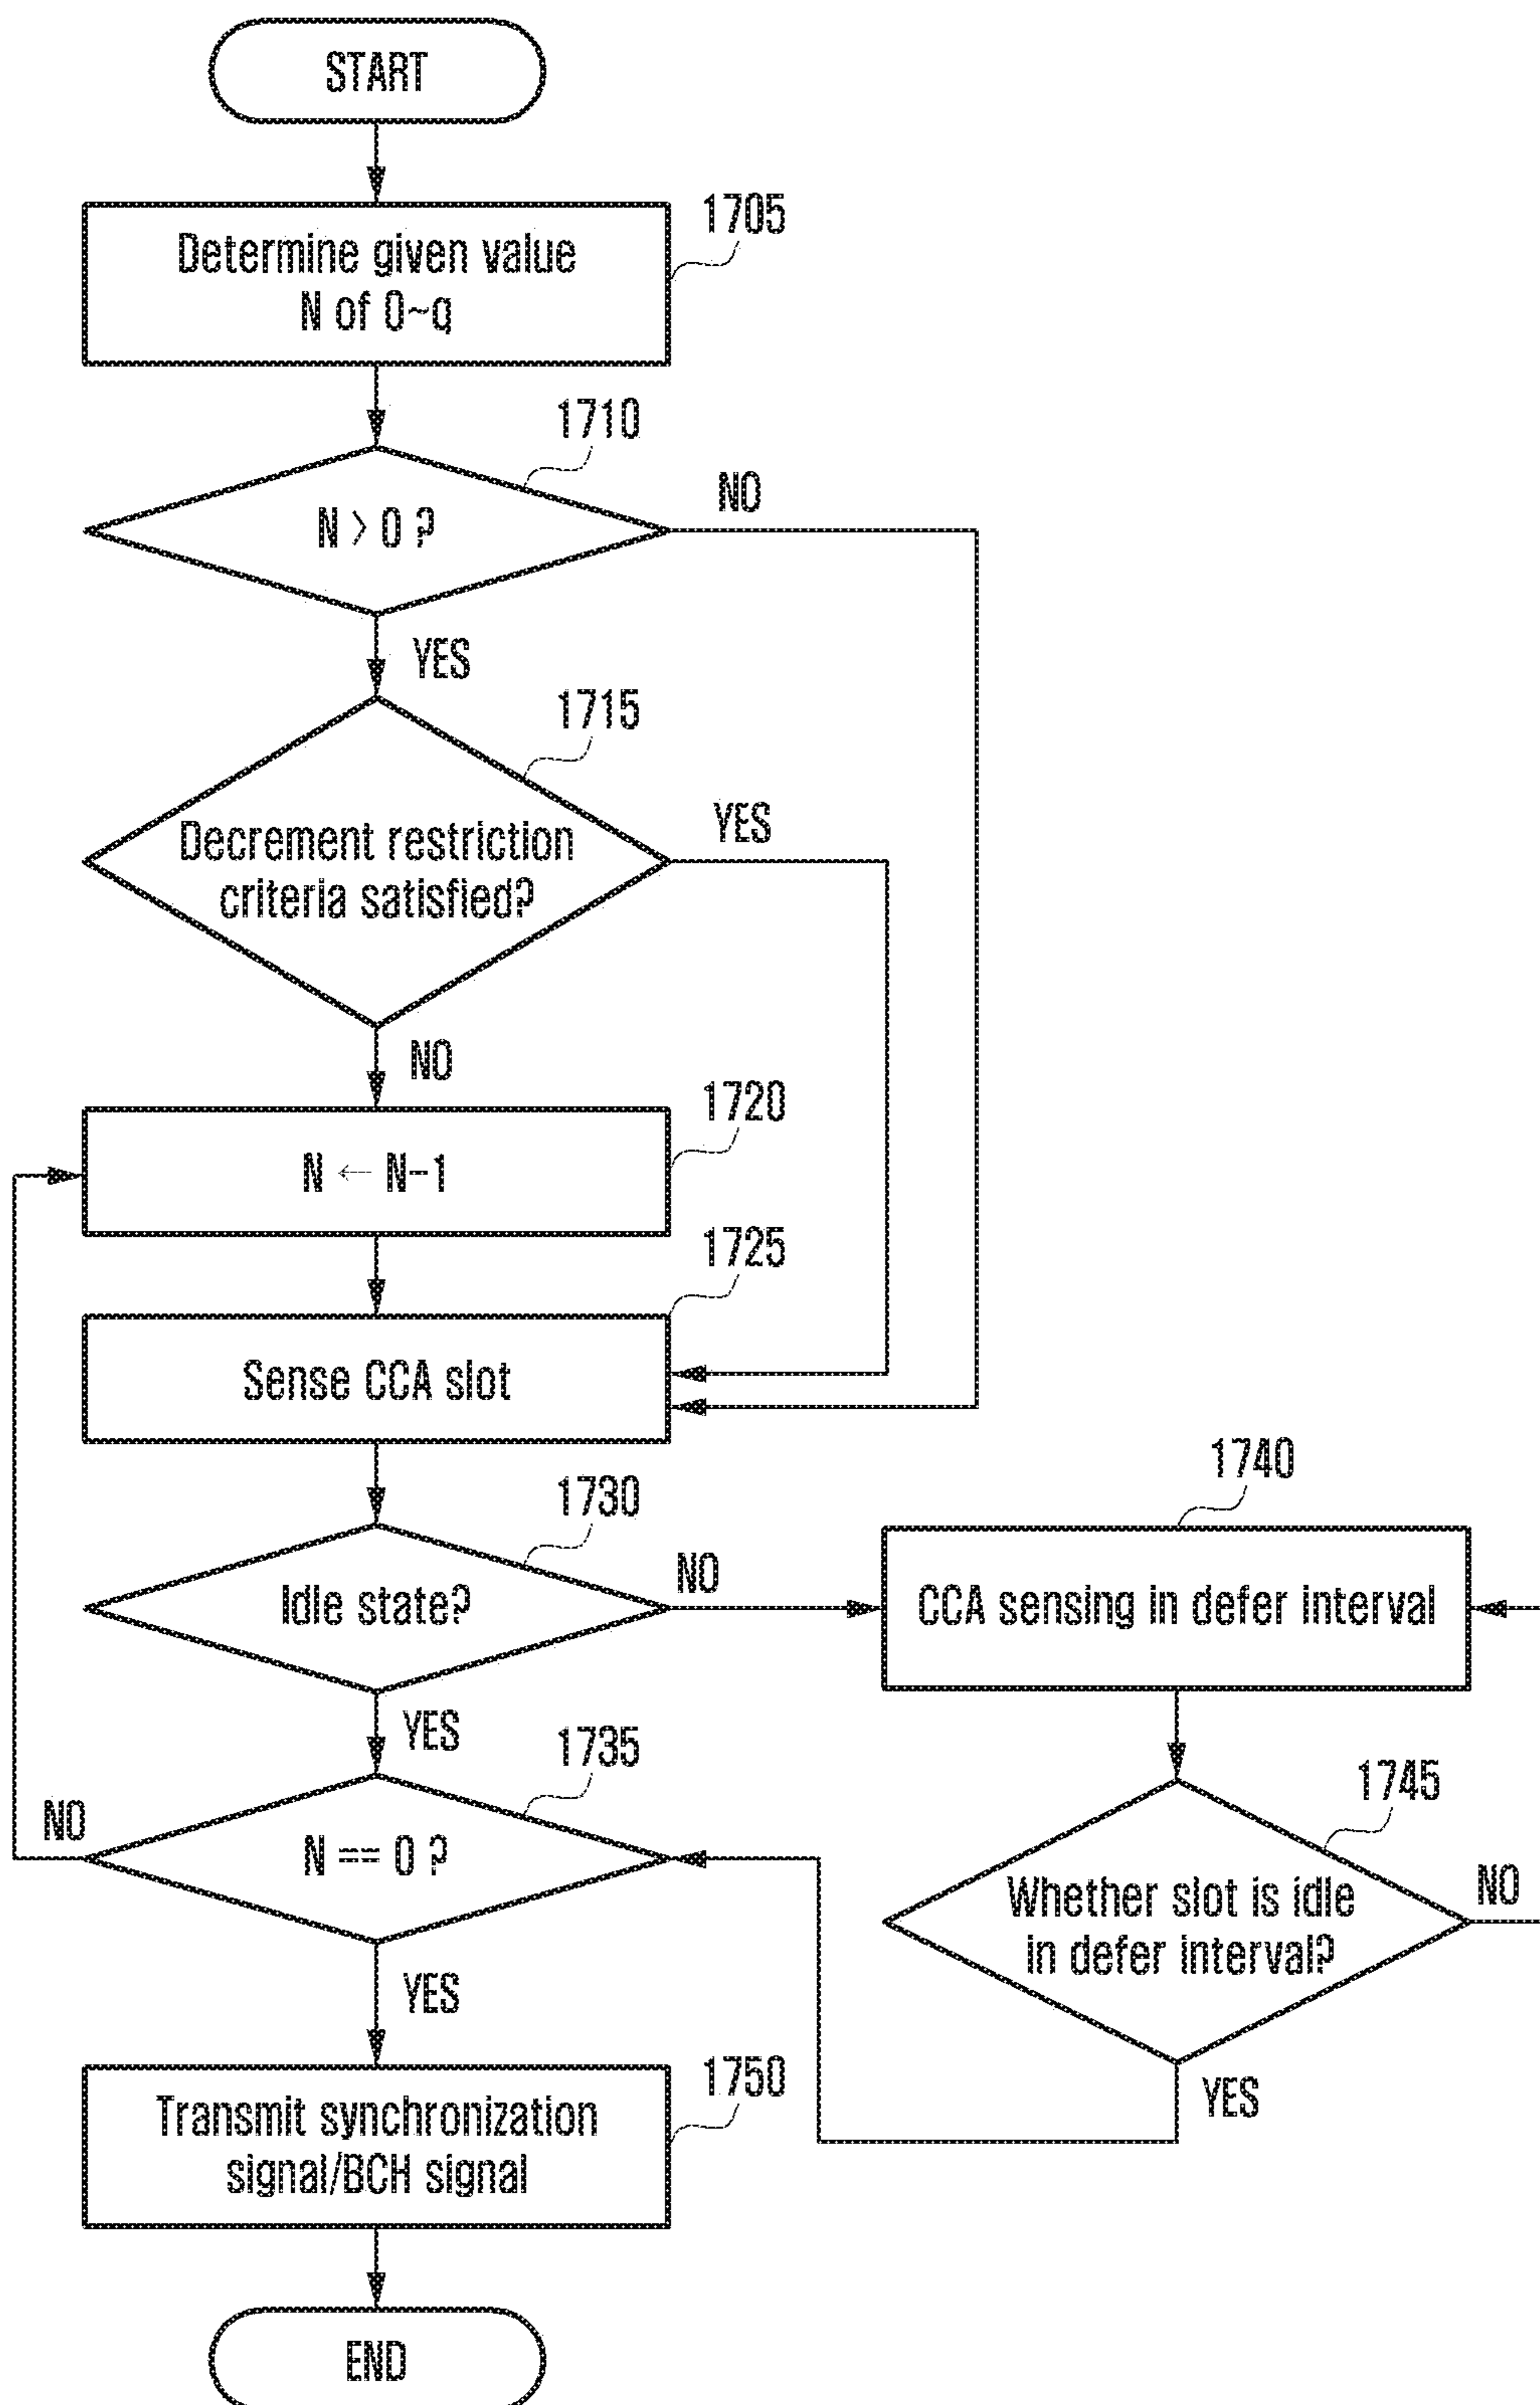 START
1705
Determine given value
N of 0~q
1710
NO
N > 0 ?
YES
1715
YES
Decrement restriction
criteria satisfied?
NO
1720
N ← N-1
1725
Sense CCA slot
1740
1730
NO
Idle state?
CCA sensing in defer interval
YES
1735
1745
NO
N == 0 ?
NO
Whether slot is idle
in defer interval?
YES
1750
YES
Transmit synchronization
signal/BCH signal
END